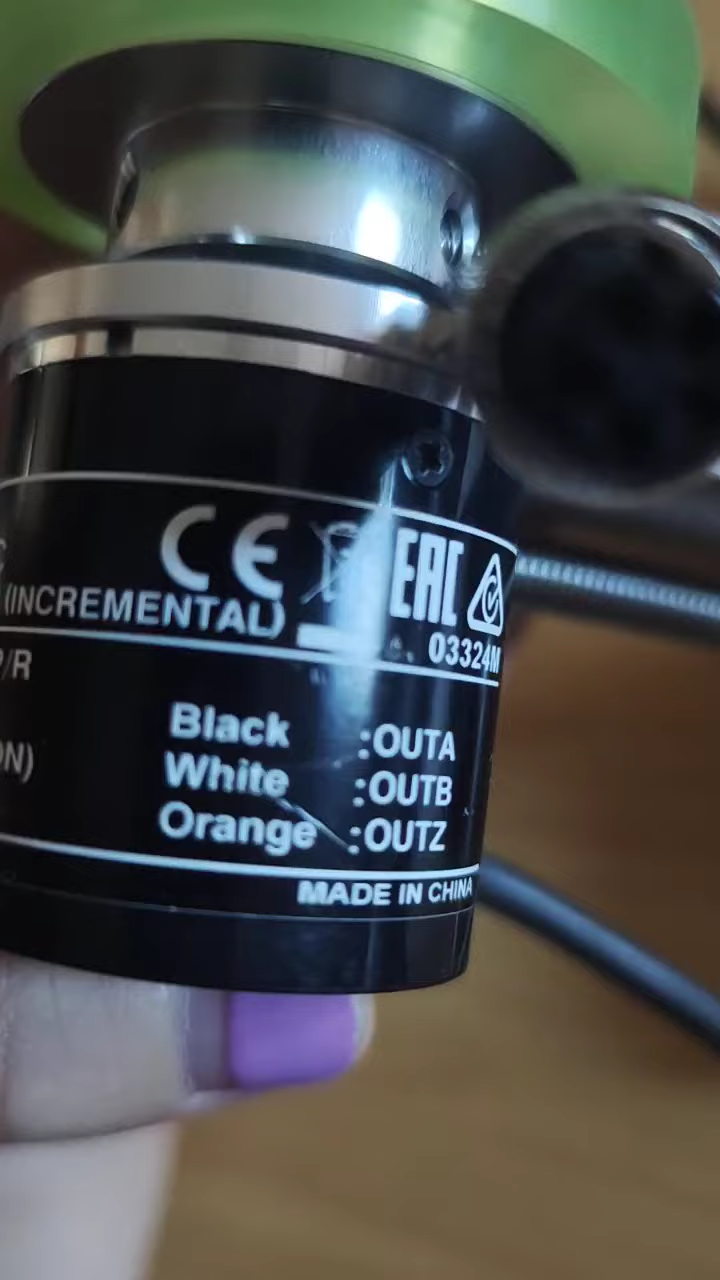 CE EAC
(INCREMENTAL)
03324M
P/R
Black :OUTA
White :OUTB
ON)
Orange :OUTZ
MADE IN CHINA